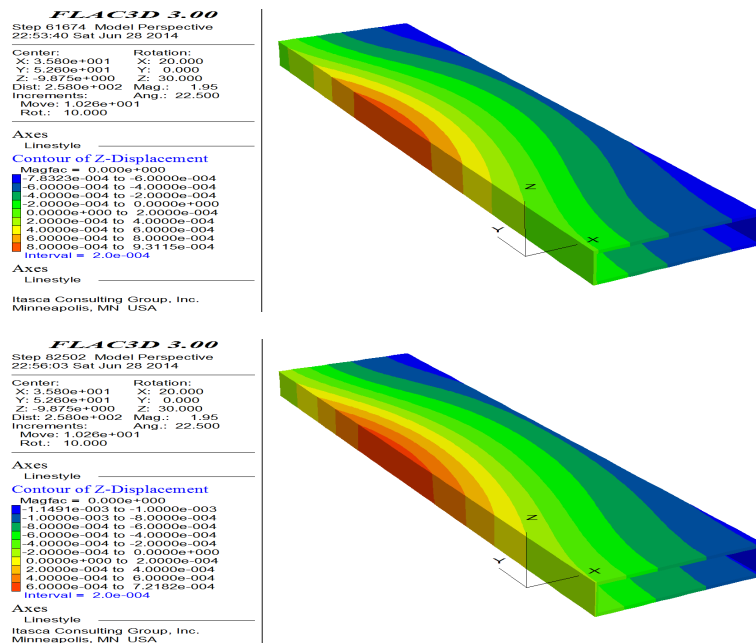 FLAC3D 3.00
Step 61674 Model Perspective
22:53:40 Sat Jun 28 2014
Center: Rotation:
X: 3.580e+001 X: 20.000
Y: 5.260e+001 Y: 0.000
Z: -9.875e+000 Z: 30.000
Dist: 2.580e+002 Mag.: 1.95
Increments: Ang.: 22.500
Move: 1.026e+001
Rot.: 10.000
Axes
Linestyle
Contour of Z-Displacement
Magfac = 0.000e+000
-7.8323e-004 to -6.0000e-004
-6.0000e-004 to -4.0000e-004
-4.0000e-004 to -2.0000e-004
-2.0000e-004 to 0.0000e+000
0.0000e+000 to 2.0000e-004
2.0000e-004 to 4.0000e-004
4.0000e-004 to 6.0000e-004
6.0000e-004 to 8.0000e-004
8.0000e-004 to 9.3115e-004
Interval = 2.0e-004
Axes
Linestyle
Itasca Consulting Group, Inc.
Minneapolis, MN USA
Z
Y
X
FLAC3D 3.00
Step 82502 Model Perspective
22:56:03 Sat Jun 28 2014
Center: Rotation:
X: 3.580e+001 X: 20.000
Y: 5.260e+001 Y: 0.000
Z: -9.875e+000 Z: 30.000
Dist: 2.580e+002 Mag.: 1.95
Increments: Ang.: 22.500
Move: 1.026e+001
Rot.: 10.000
Axes
Linestyle
Contour of Z-Displacement
Magfac = 0.000e+000
-1.1491e-003 to -1.0000e-003
-1.0000e-003 to -8.0000e-004
-8.0000e-004 to -6.0000e-004
-6.0000e-004 to -4.0000e-004
-4.0000e-004 to -2.0000e-004
-2.0000e-004 to 0.0000e+000
0.0000e+000 to 2.0000e-004
2.0000e-004 to 4.0000e-004
4.0000e-004 to 6.0000e-004
6.0000e-004 to 7.2182e-004
Interval = 2.0e-004
Axes
Linestyle
Itasca Consulting Group, Inc.
Minneapolis, MN USA
Z
Y
X